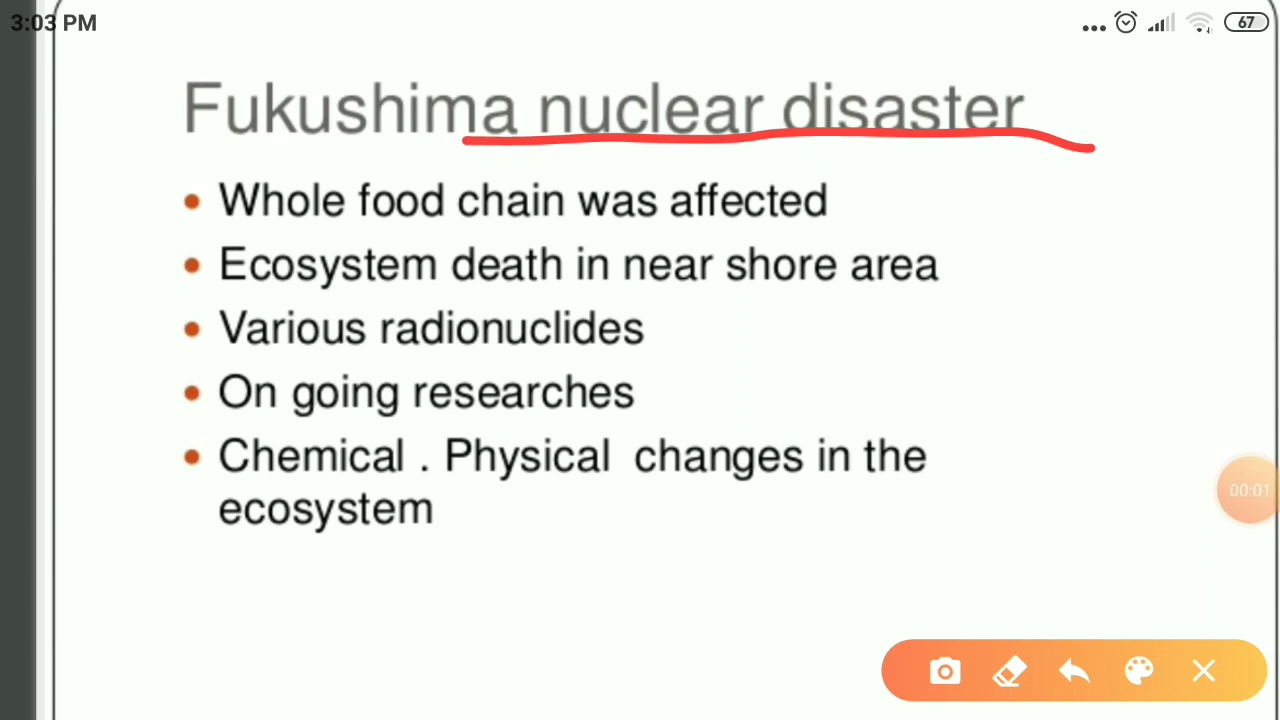 3:03 PM
67
Fukushima nuclear disaster
Whole food chain was affected
Ecosystem death in near shore area
Various radionuclides
On going researches
Chemical . Physical changes in the
ecosystem
00:01